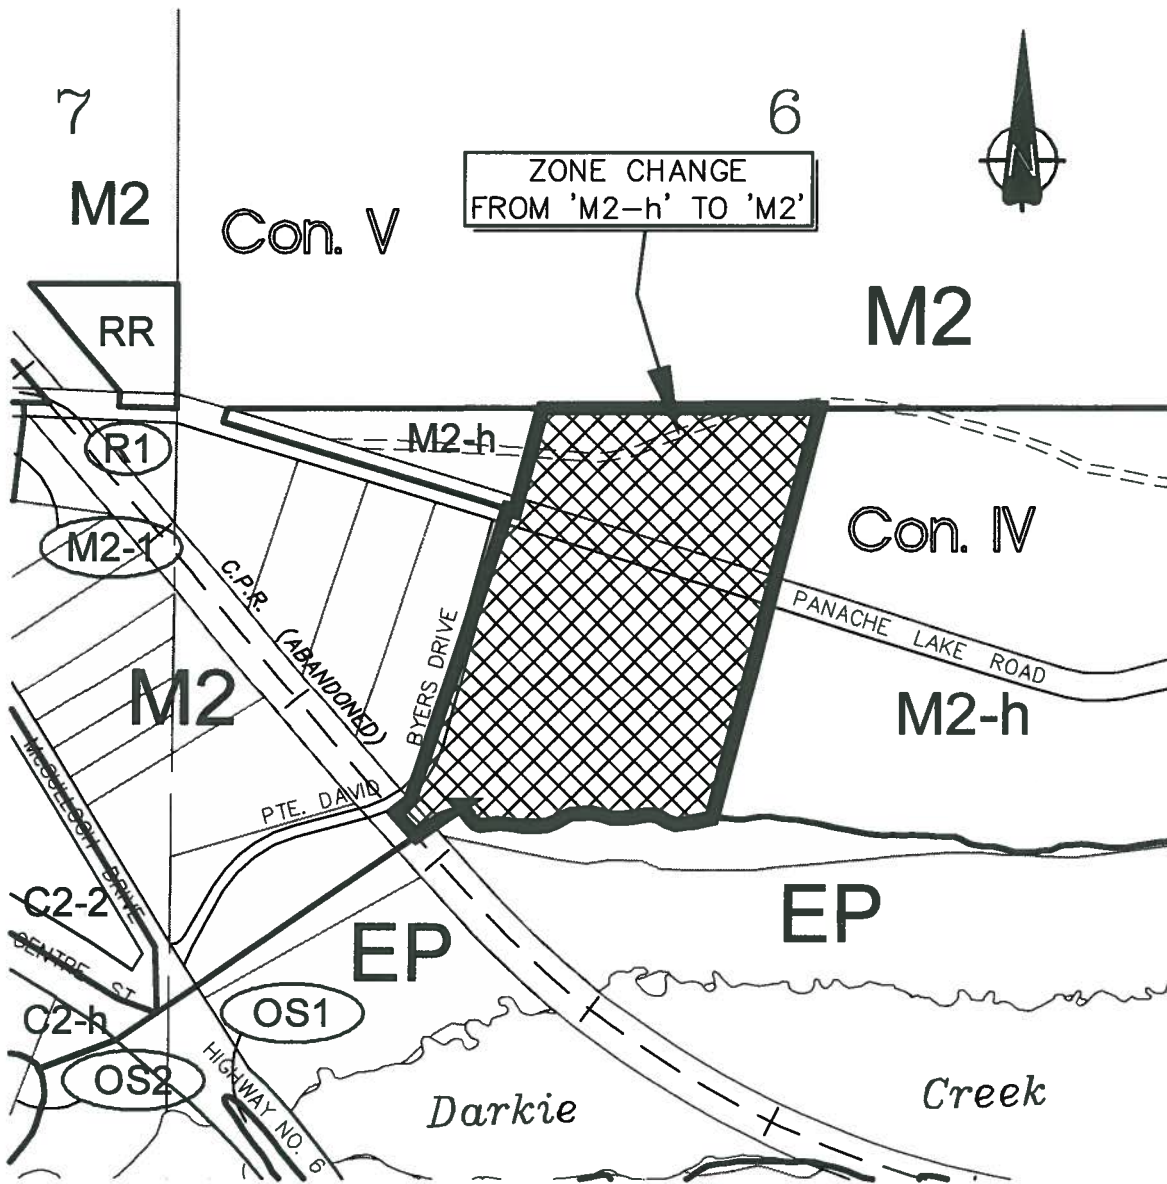 7
6
N
ZONE CHANGE
FROM 'M2-h' TO 'M2'
M2
Con. V
M2
RR
M2-h
R1
Con. IV
M2-1
C.P.R. (ABANDONED)
BYERS DRIVE
PANACHE LAKE ROAD
M2
M2-h
McCULLOCH DRIVE
PTE. DAVID
C2-2
EP
EP
CENTRE ST.
C2-h
OS1
OS2
HIGHWAY NO. 6
Darkie Creek